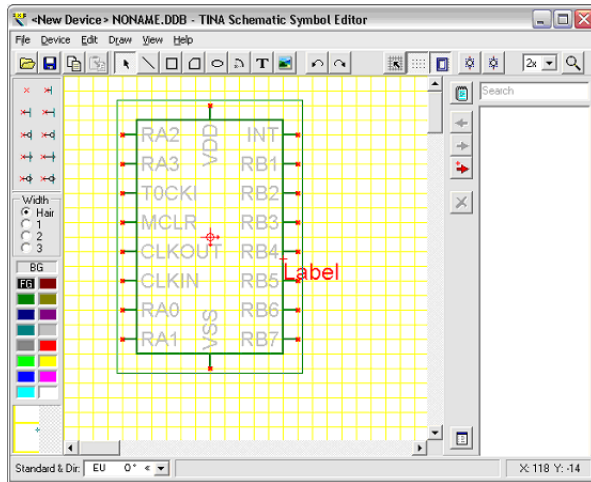 <New Device> NONAME.DDB - TINA Schematic Symbol Editor
File Device Edit Draw View Help
T
2x
Search
Width
Hair
1
2
3
BG
FG
VDD
RA2 INT
RA3 RB1
T0CKI RB2
MCLR RB3
CLKOUT RB4
Label
CLKIN RB5
RA0 RB6
RA1 RB7
VSS
Standard & Dir: EU 0° «
X: 118 Y: -14